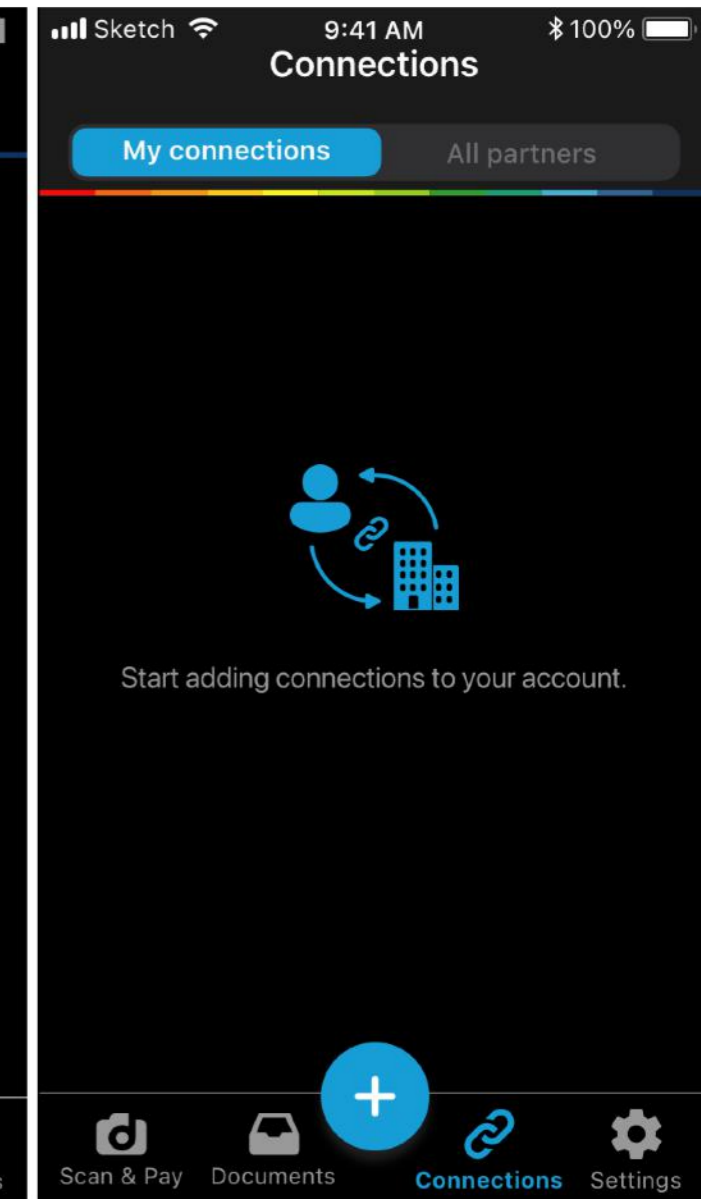 Sketch 9:41 AM 100%
Connections
My connections All partners
Start adding connections to your account.
Scan & Pay Documents Connections Settings